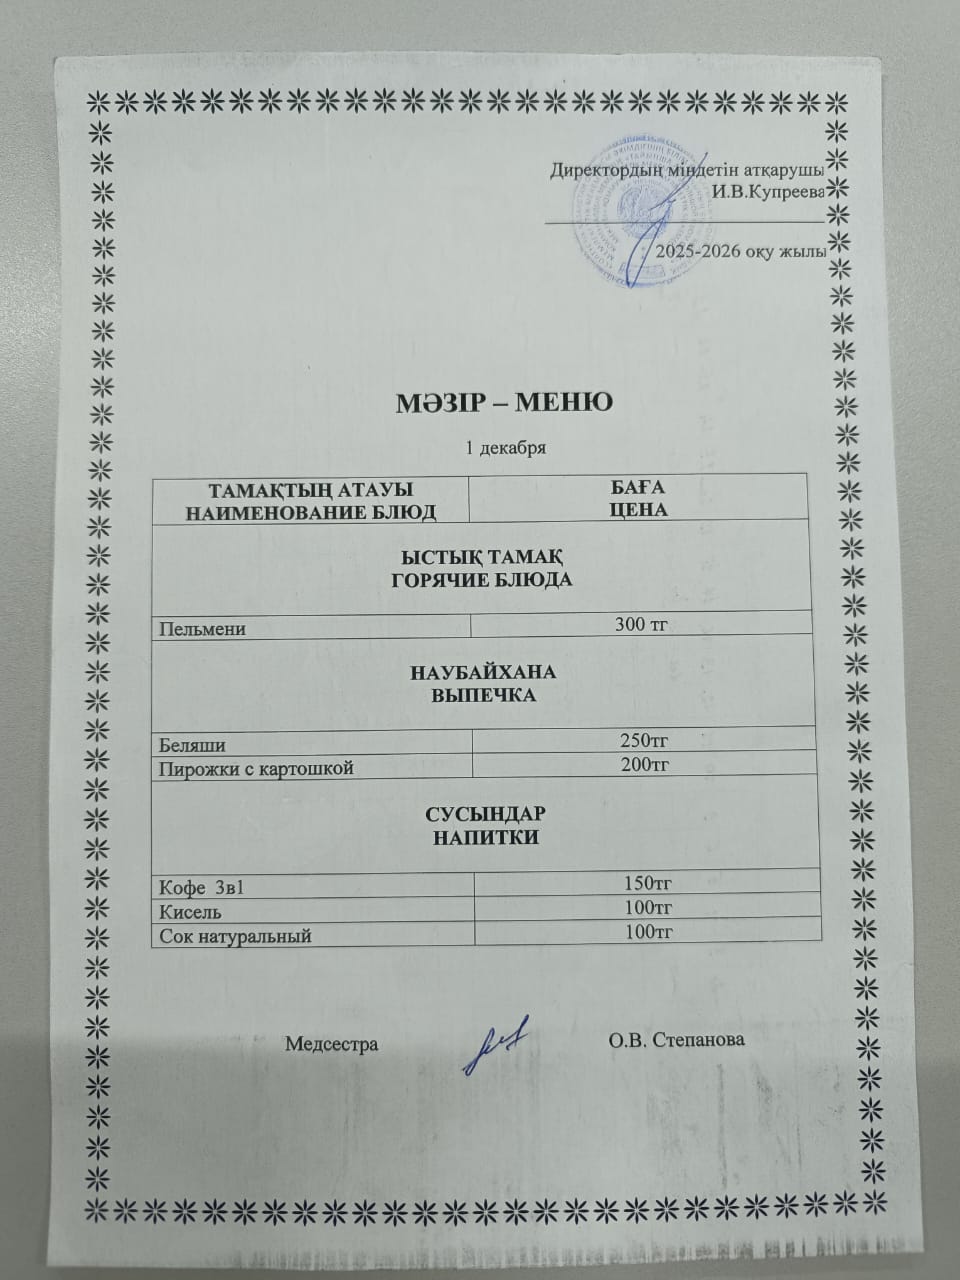 Директордың міндетін атқарушы
И.В.Купреева
2025-2026 оқу жылы
МӘЗІР – МЕНЮ
1 декабря
ТАМАҚТ�ың АТАУЫ
НАИМЕНОВАНИЕ БЛЮД
БАҒА
ЦЕНА
ЫСТЫҚ ТАМАҚ
ГОРЯЧИЕ БЛЮДА
Пельмени 300 тг
НАУБАЙХАНА
ВЫПЕЧКА
Беляши 250тг
Пирожки с картошкой 200тг
СУСЫНДАР
НАПИТКИ
Кофе 3в1 150тг
Кисель 100тг
Сок натуральный 100тг
Медсестра О.В. Степанова